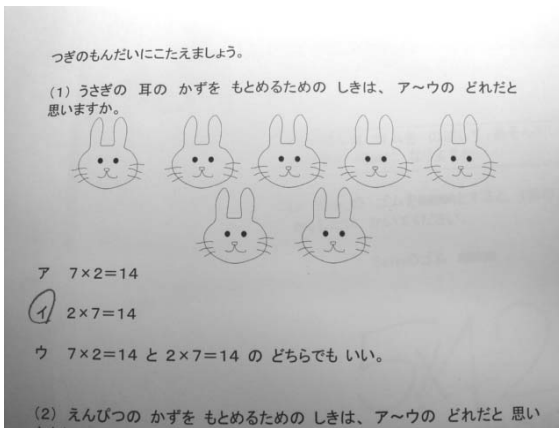 つぎのもんだいにこたえましょう。
(1) うさぎの 耳の かずを もとめるための しきは、 ア～ウの どれだと
思いますか。
ア 7×2=14
イ 2×7=14
ウ 7×2=14 と 2×7=14 の どちらでも いい。
(2) えんぴつの かずを もとめるための しきは、ア～ウの どれだと 思い